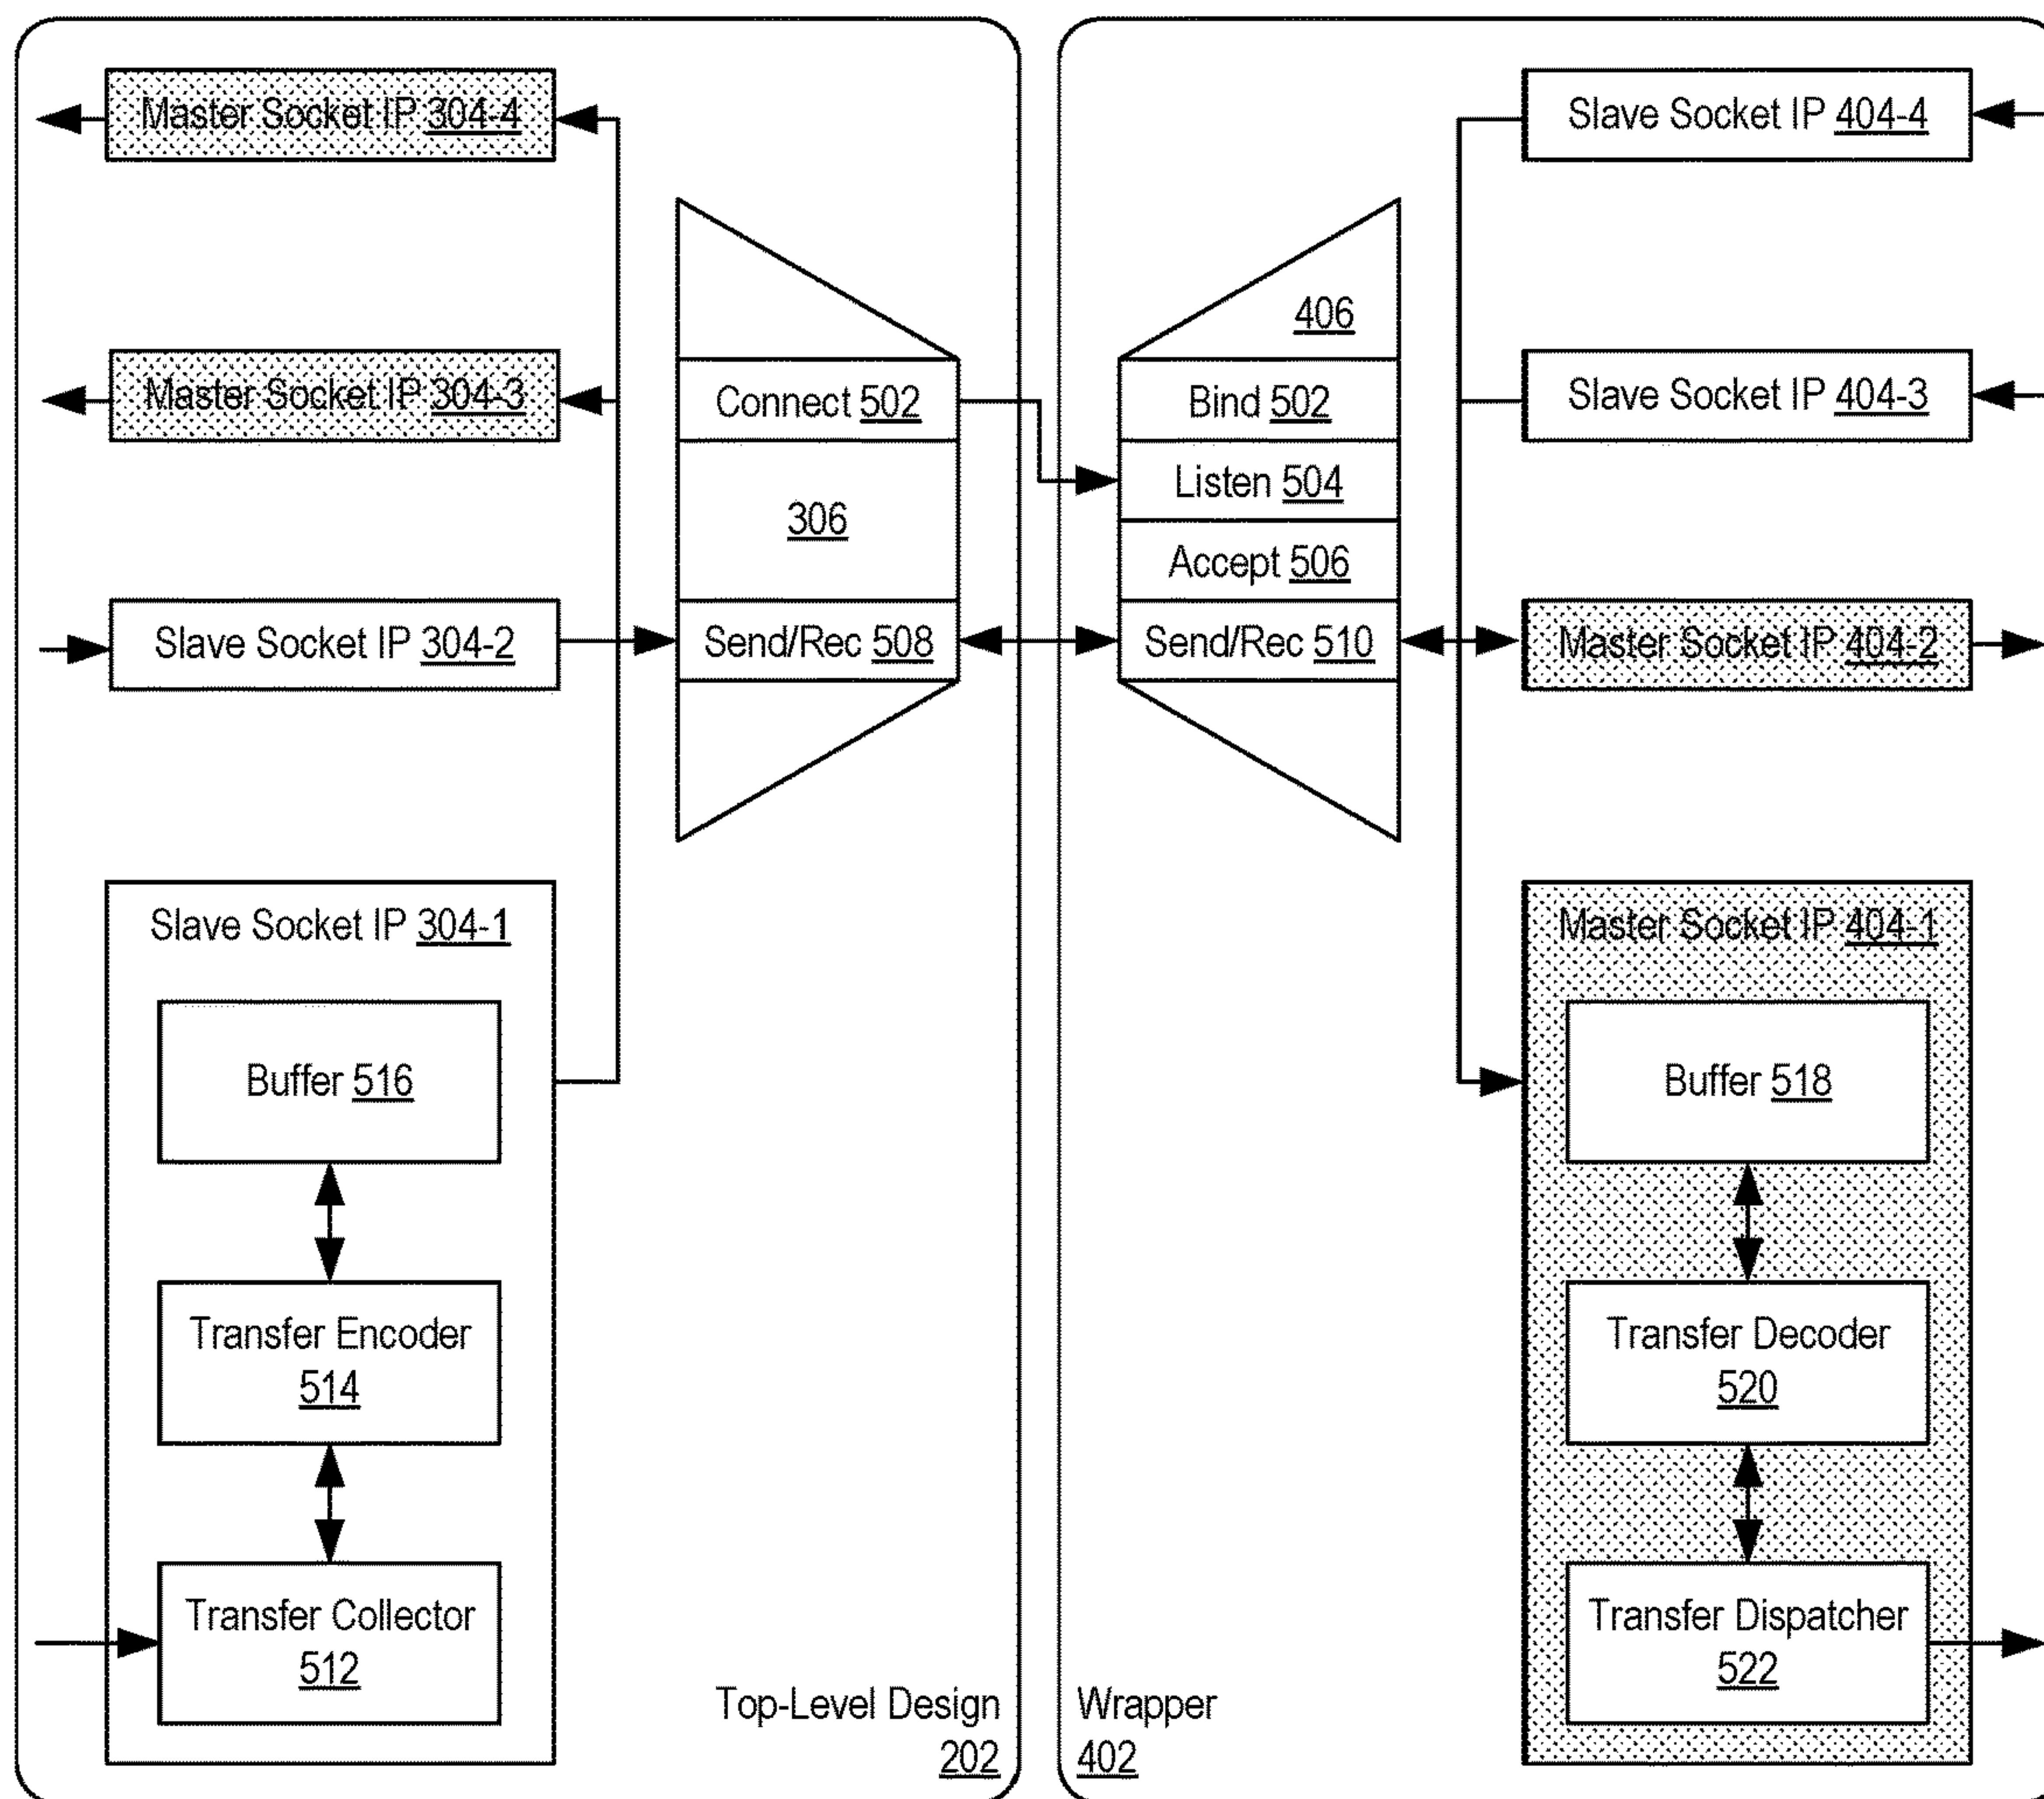 Master Socket IP 304-4
Slave Socket IP 404-4
406
Master Socket IP 304-3
Connect 502
Bind 502
Slave Socket IP 404-3
Listen 504
306
Accept 506
Slave Socket IP 304-2
Send/Rec 508
Send/Rec 510
Master Socket IP 404-2
Slave Socket IP 304-1
Buffer 516
Transfer Encoder
514
Transfer Collector
512
Top-Level Design
202
Wrapper
402
Master Socket IP 404-1
Buffer 518
Transfer Decoder
520
Transfer Dispatcher
522